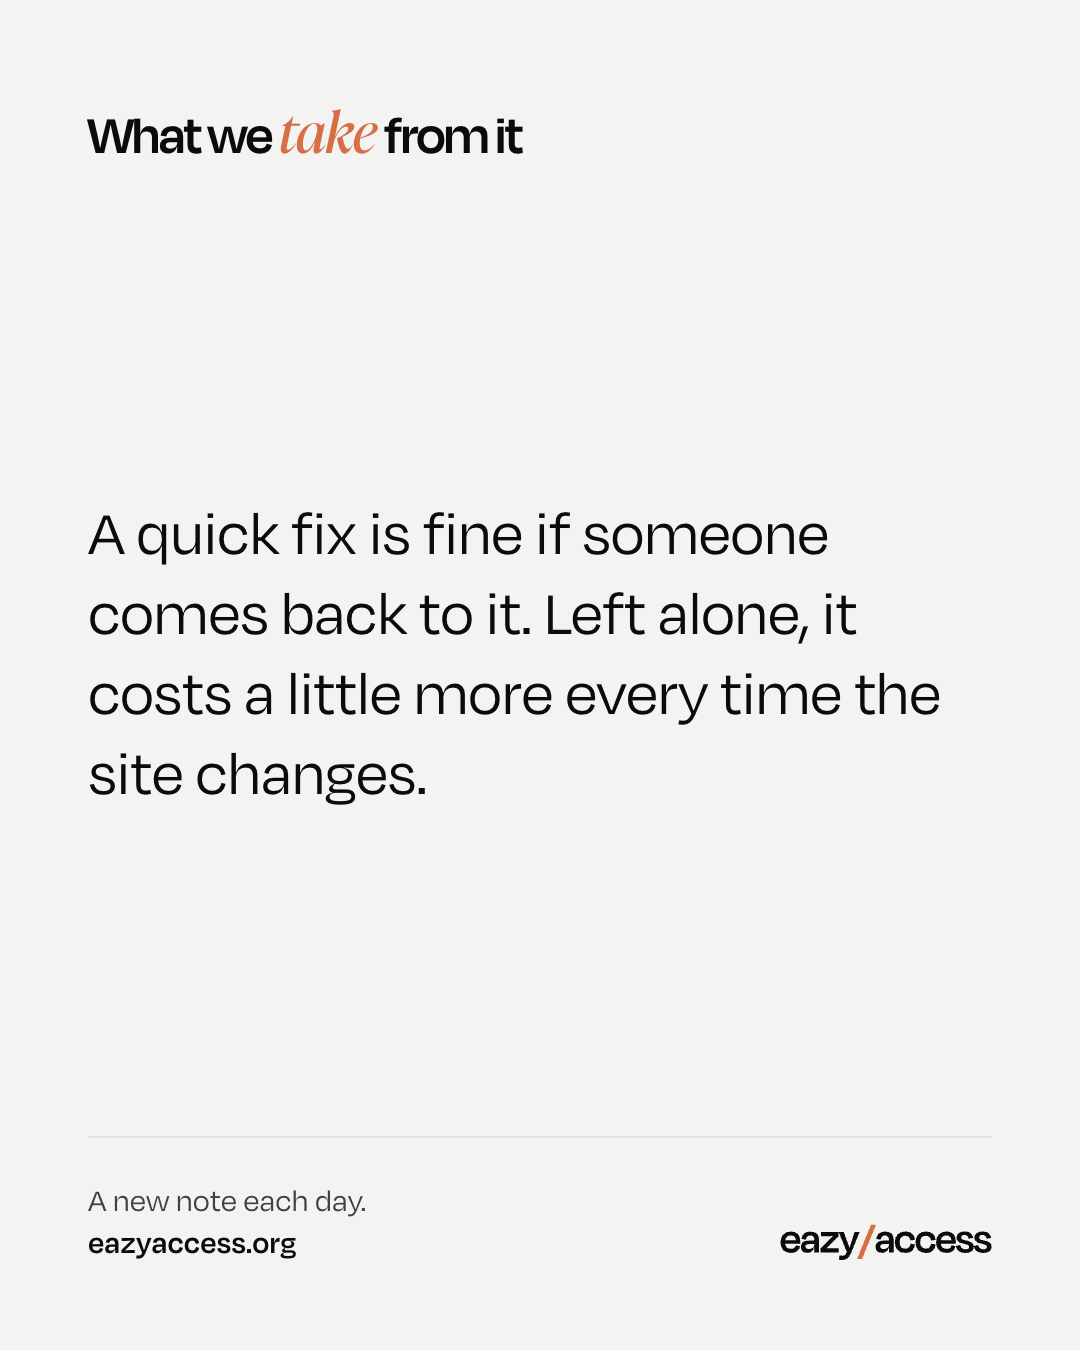 What we take from it
A quick fix is fine if someone
comes back to it. Left alone, it
costs a little more every time the
site changes.
A new note each day.
eazyaccess.org
eazy/access